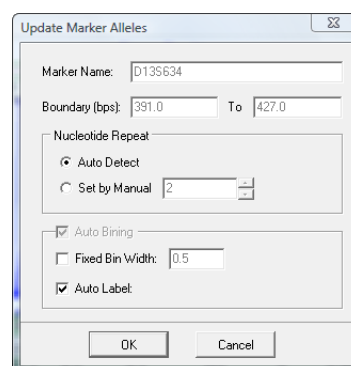 Update Marker Alleles
Marker Name: D13S634
Boundary (bps): 391.0 To 427.0
Nucleotide Repeat
Auto Detect
Set by Manual 2
Auto Bining
Fixed Bin Width: 0.5
Auto Label:
OK Cancel